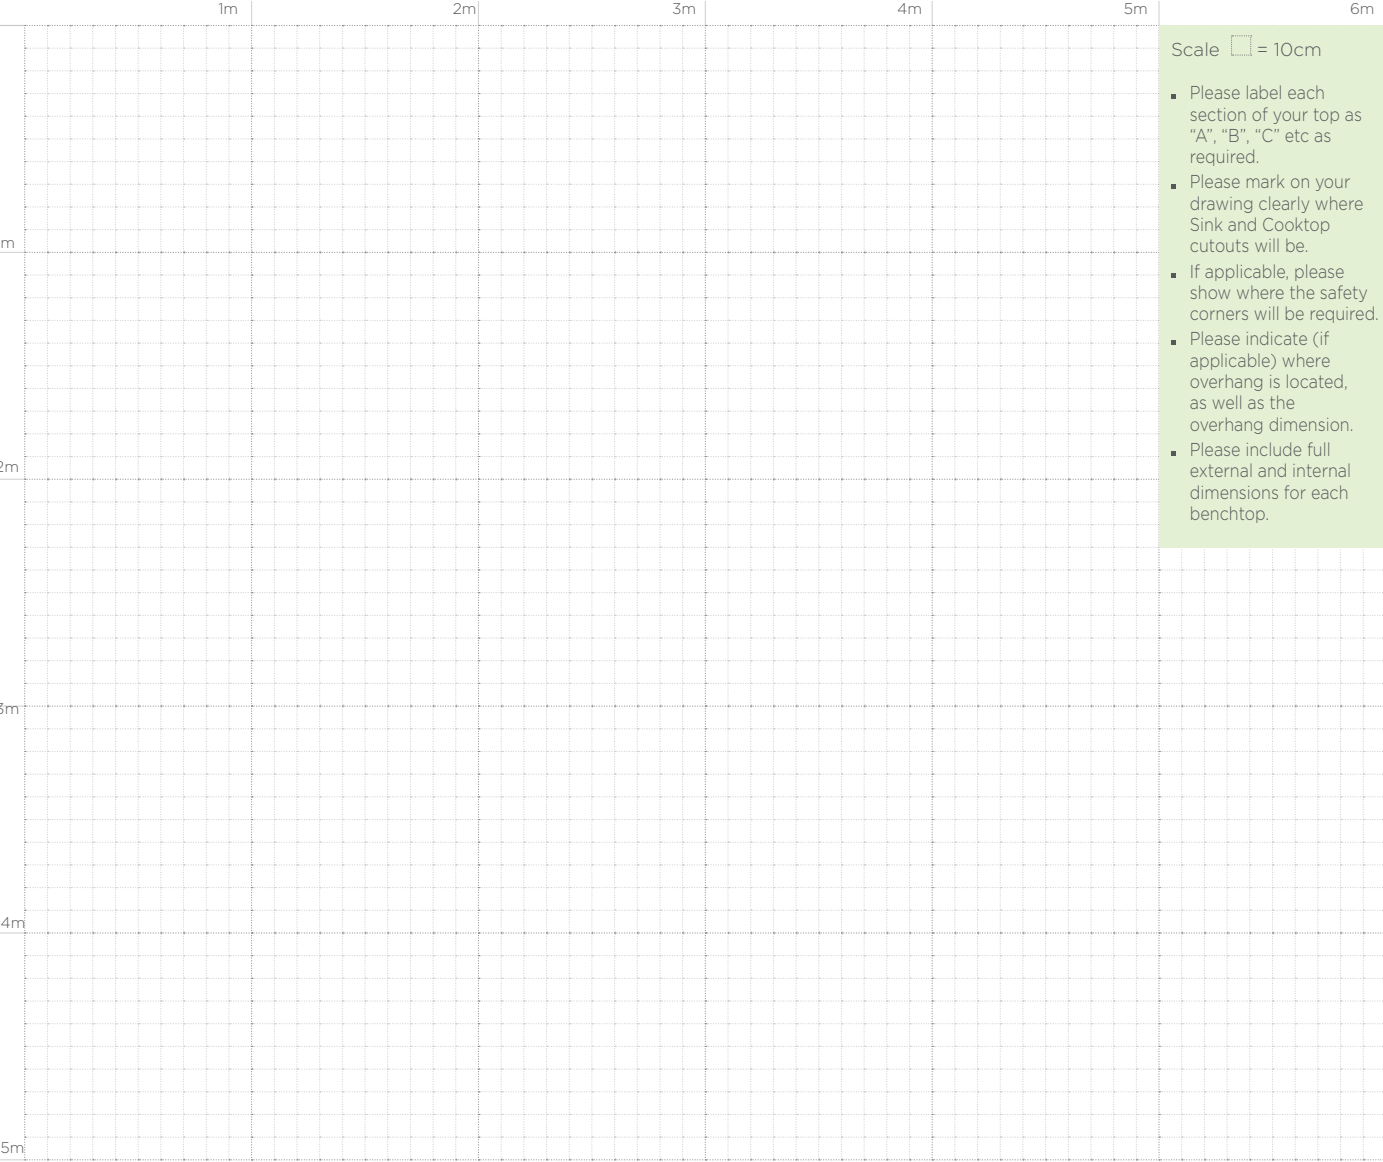 1m 2m 3m 4m 5m 6m
Scale = 10cm
Please label each
section of your top as
“A”, “B”, “C” etc as
required.
Please mark on your
drawing clearly where
Sink and Cooktop
cutouts will be.
If applicable, please
show where the safety
corners will be required.
Please indicate (if
applicable) where
overhang is located,
as well as the
overhang dimension.
Please include full
external and internal
dimensions for each
benchtop.
m
2m
3m
4m
5m